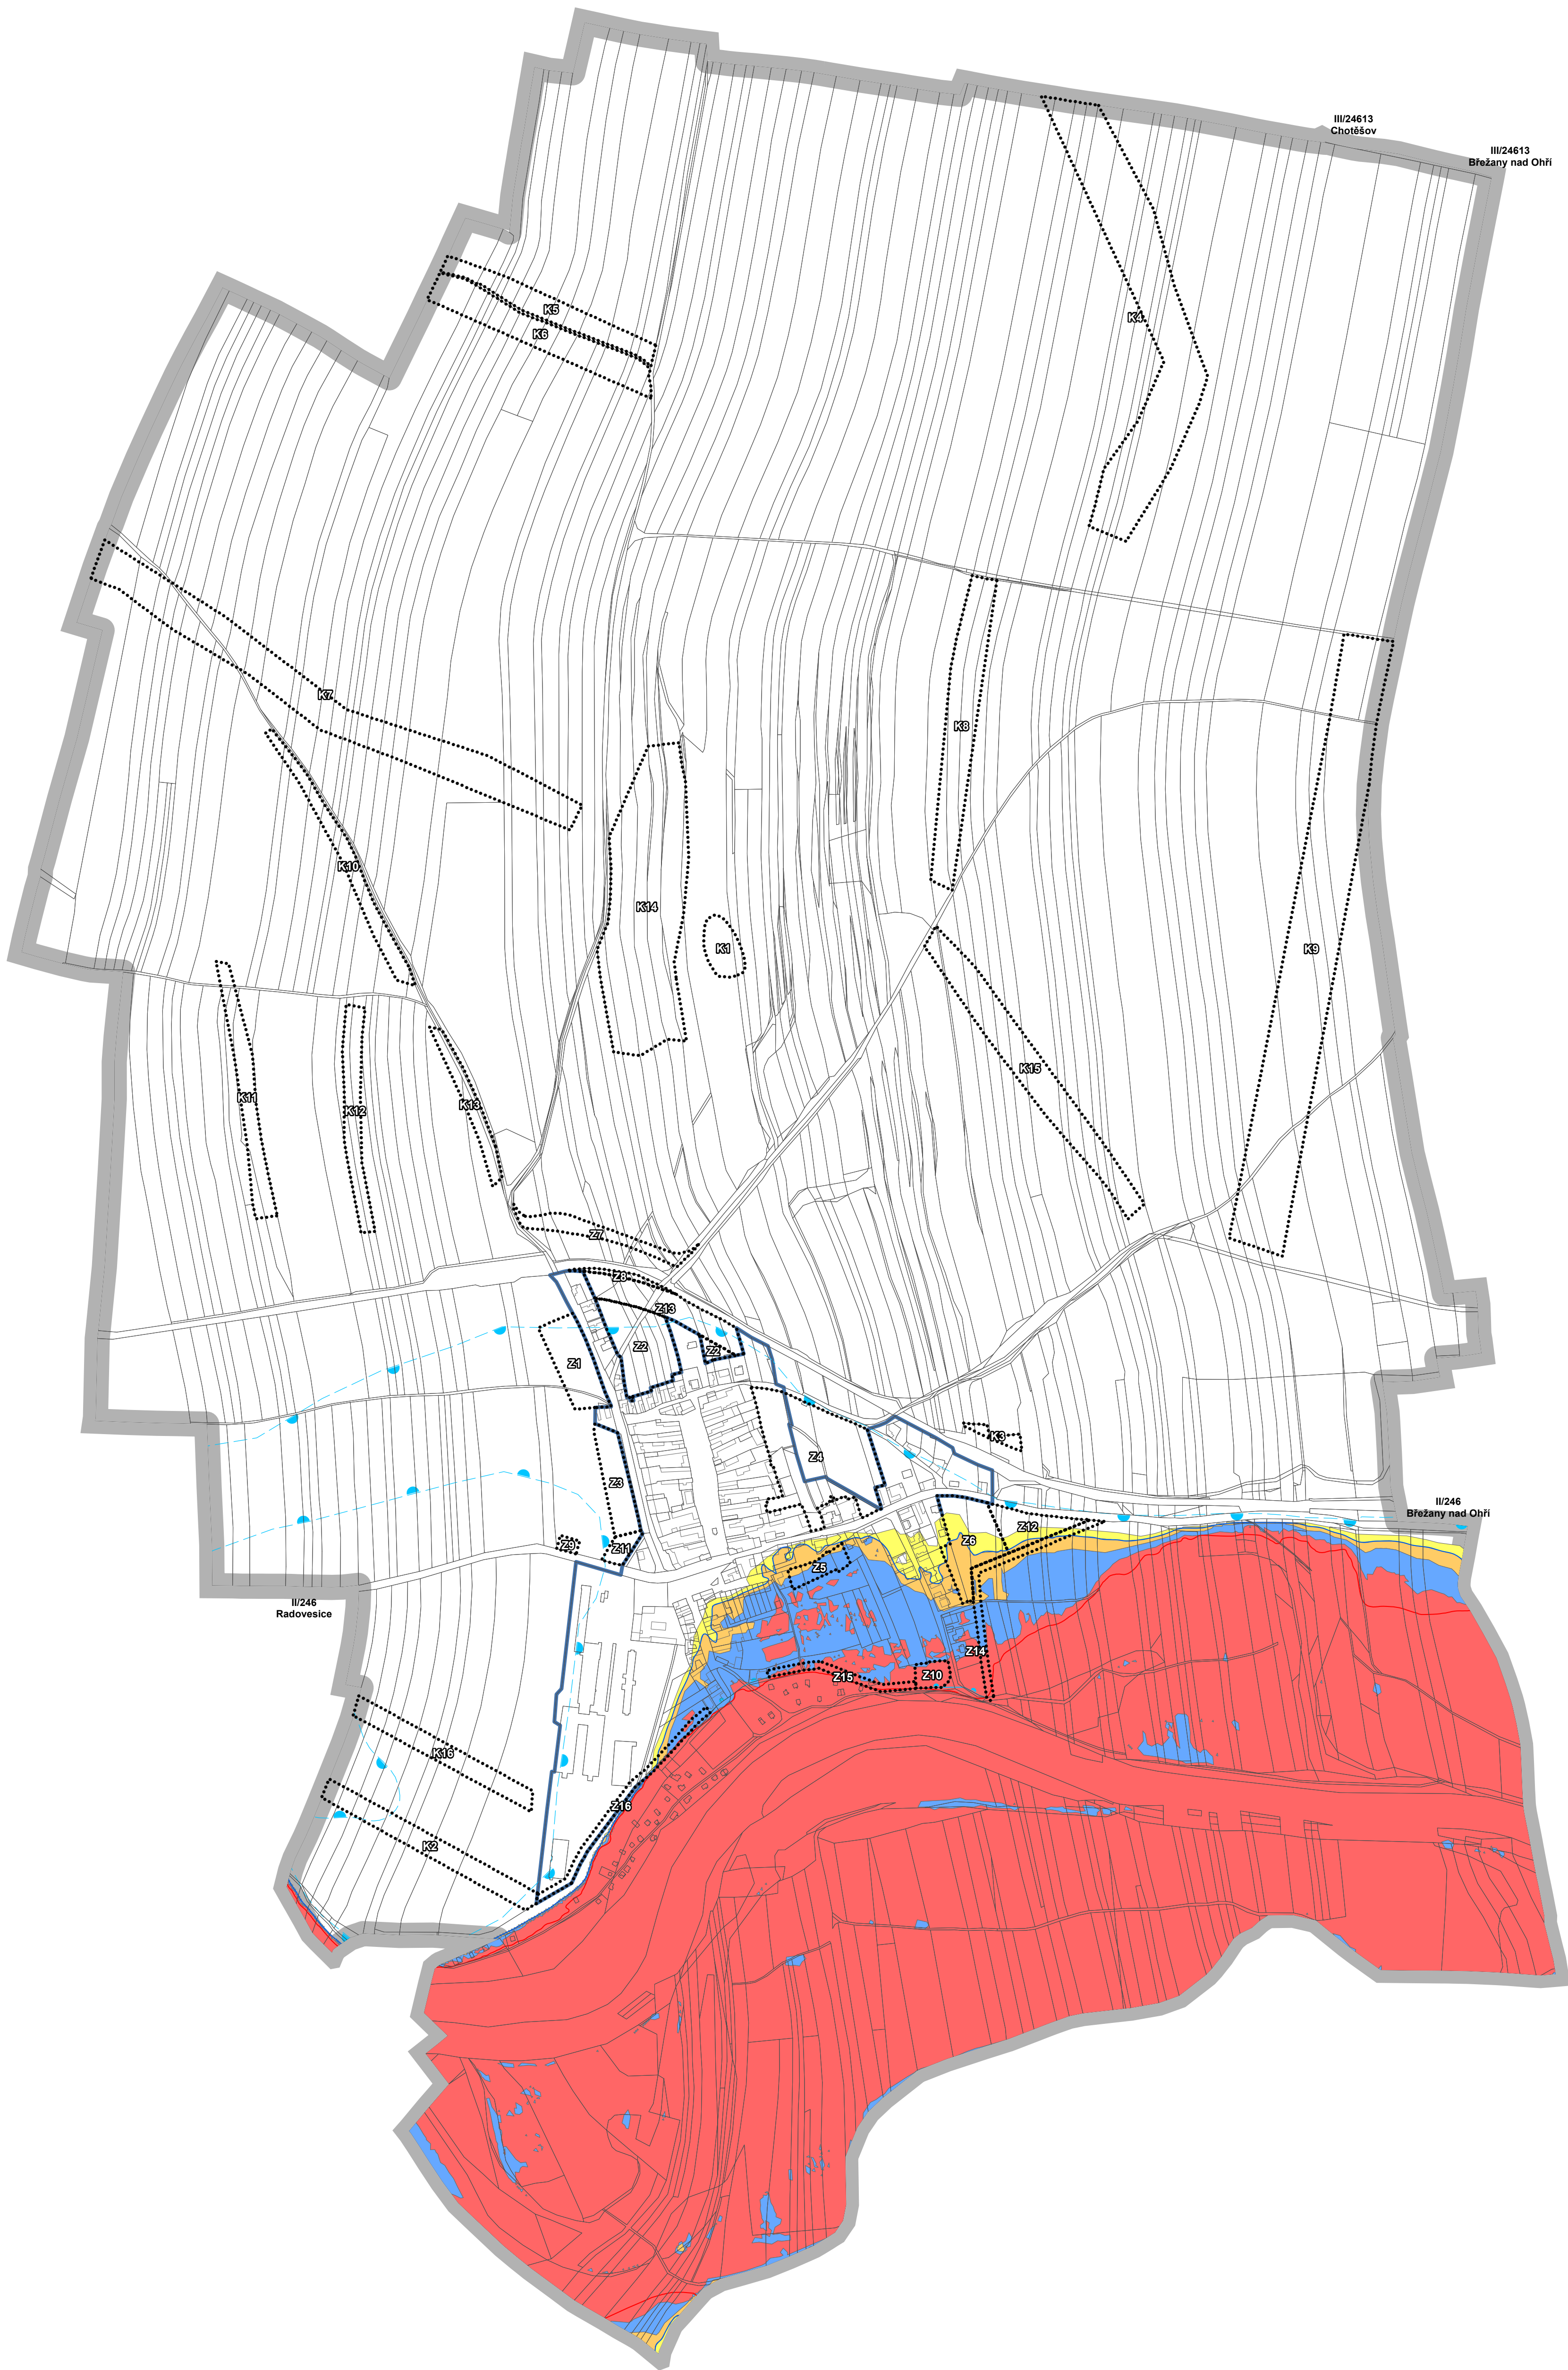 III/24613
Chotěšov
III/24613
Břežany nad Ohří
K5
K4
K6
K7
K8
K10
K14
K1
K9
K15
K11
K12
K13
Z7
Z8
Z13
Z2
Z2
Z1
K3
Z4
Z3
II/246
Břežany nad Ohří
Z12
Z6
Z9
Z11
Z5
II/246
Radovesice
Z14
Z15
Z10
K16
Z16
K2